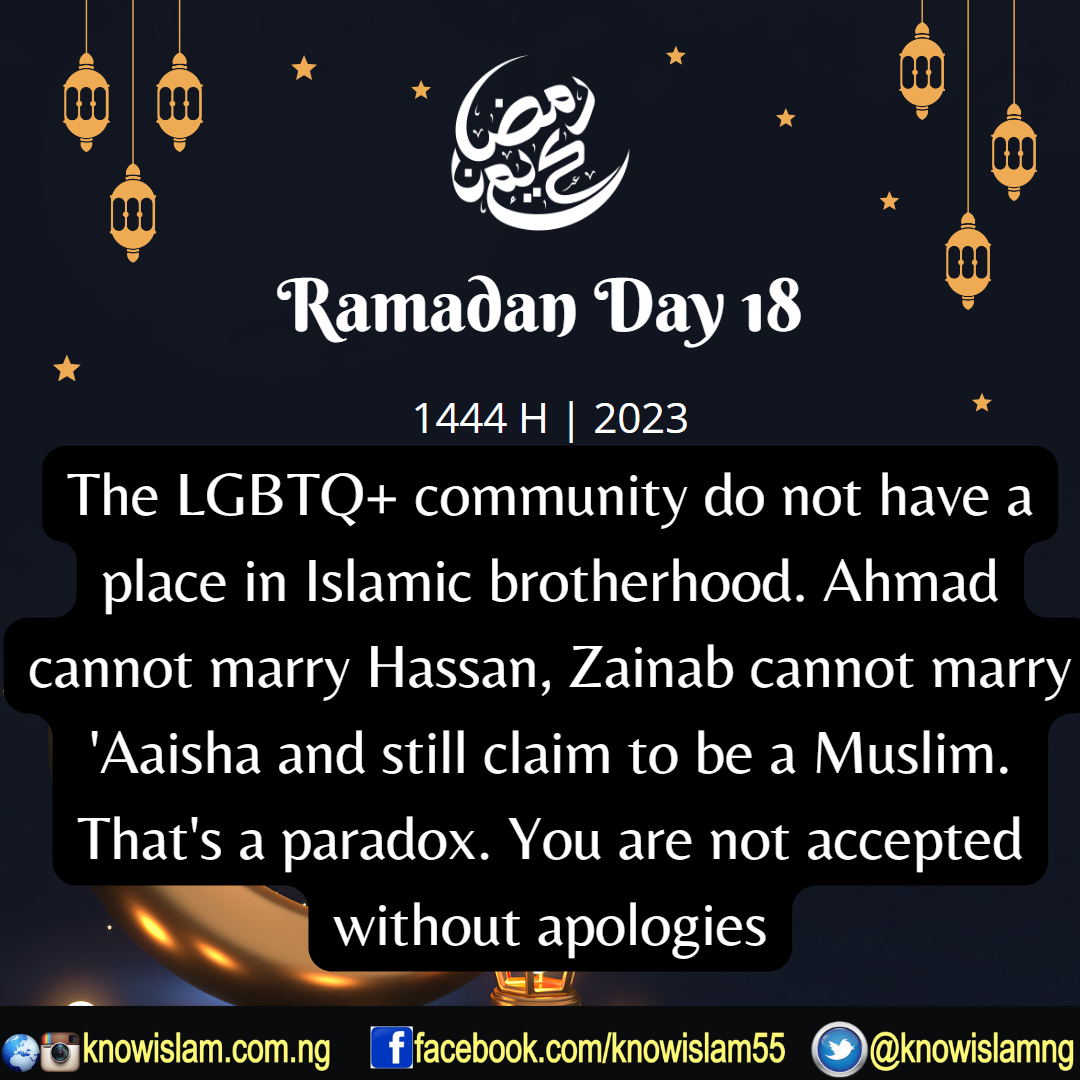 رمضان كريم
Ramadan Day 18
1444 H | 2023
The LGBTQ+ community do not have a
place in Islamic brotherhood. Ahmad
cannot marry Hassan, Zainab cannot marry
'Aaisha and still claim to be a Muslim.
That's a paradox. You are not accepted
without apologies
knowislam.com.ng facebook.com/knowislam55 @knowislamng